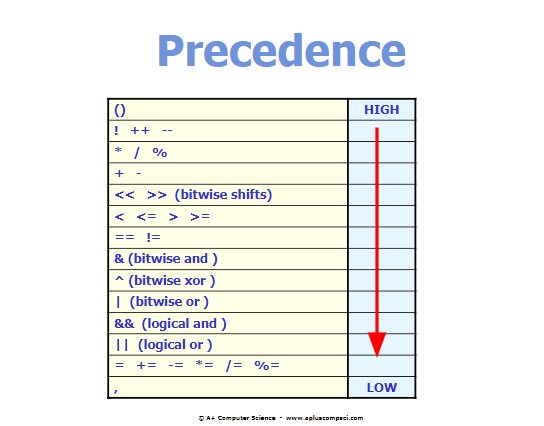 Precedence
() HIGH
! ++ --
* / %
+ -
<< >> (bitwise shifts)
< <= > >=
== !=
& (bitwise and )
^ (bitwise xor )
| (bitwise or )
&& (logical and )
|| (logical or )
= += -= *= /= %=
, LOW
© A+ Computer Science - www.apluscompsci.com